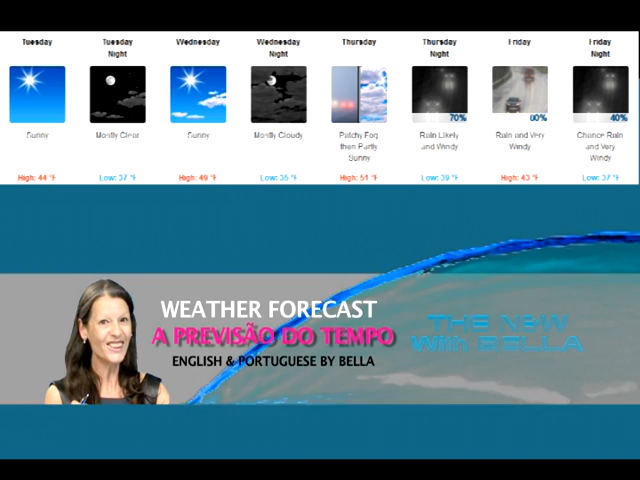 Tuesday
Tuesday Night
Wednesday
Wednesday Night
Thursday
Thursday Night
Friday
Friday Night
70%
80%
40%
Sunny
Mostly Clear
Sunny
Mostly Cloudy
Patchy Fog then Partly Sunny
Rain Likely and Windy
Rain and Very Windy
Chance Rain and Very Windy
High: 44 °F
Low: 37 °F
High: 49 °F
Low: 35 °F
High: 51 °F
Low: 39 °F
High: 43 °F
Low: 37 °F
WEATHER FORECAST
A PREVISÃO DO TEMPO
ENGLISH & PORTUGUESE BY BELLA
THE NEW
With BELLA